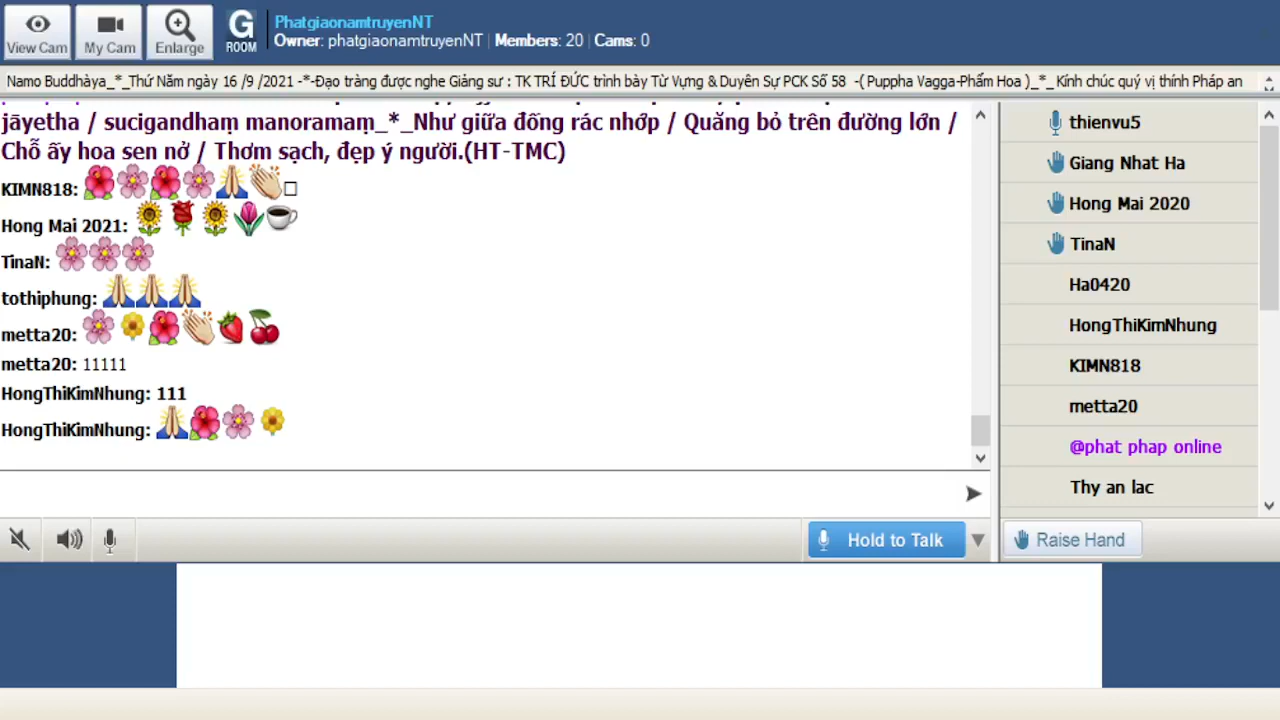 View Cam
My Cam
Enlarge
G
ROOM
PhatgiaonamtruyenNT
Owner: phatgiaonamtruyenNT | Members: 20 | Cams: 0
Namo Buddhàya_*_Thứ Năm ngày 16 /9 /2021 -*-Đạo tràng được nghe Giảng sư : TK TRÍ ĐỨC trình bày Từ Vựng & Duyên Sự PCK Số 58 -( Puppha Vagga-Phẩm Hoa )_*_ Kính chúc quý vị thính Pháp an
jāyetha / sucigandhaṃ manoramaṃ_*_Như giữa đống rác nhớp / Quăng bỏ trên đường lớn /
Chỗ ấy hoa sen nở / Thơm sạch, đẹp ý người.(HT-TMC)
KIMN818:
Hong Mai 2021:
TinaN:
tothiphung:
metta20:
metta20: 11111
HongThiKimNhung: 111
HongThiKimNhung:
thienvu5
Giang Nhat Ha
Hong Mai 2020
TinaN
Ha0420
HongThiKimNhung
KIMN818
metta20
@phat phap online
Thy an lac
Hold to Talk
Raise Hand